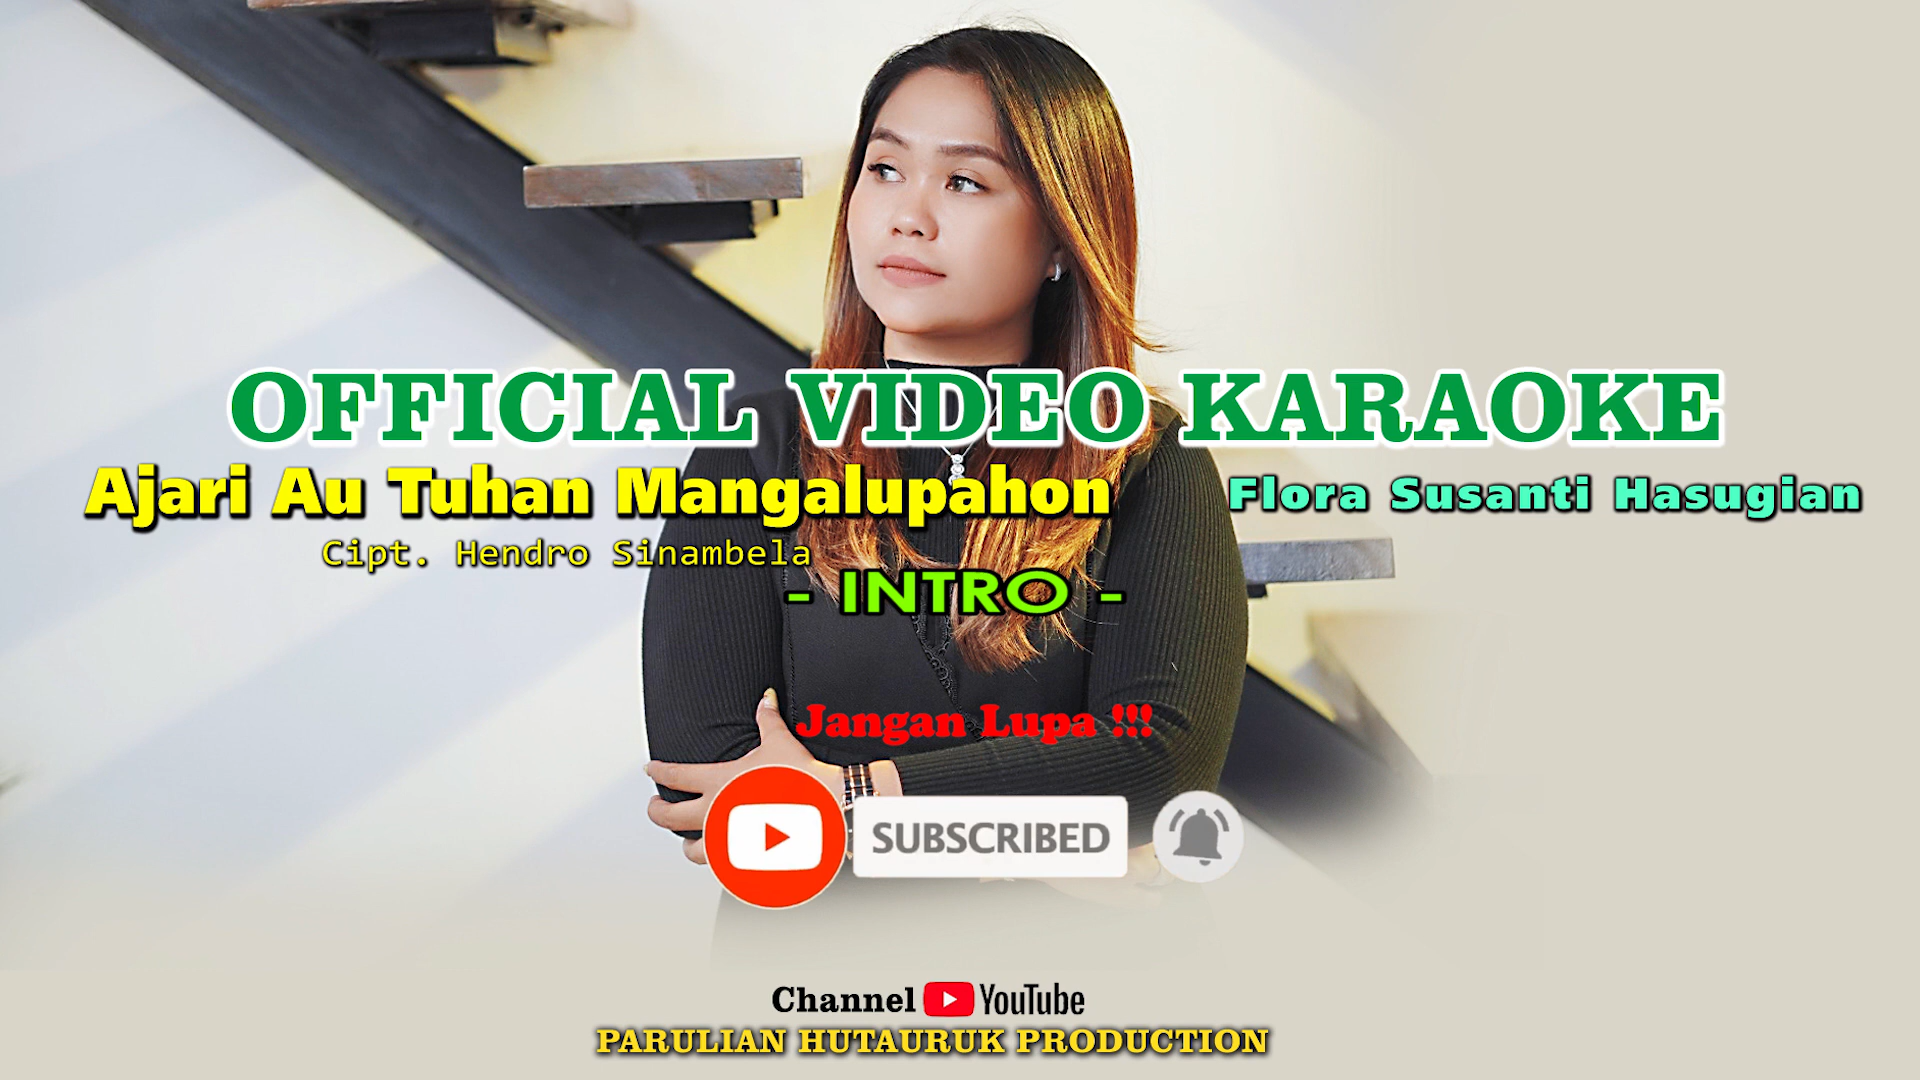 OFFICIAL VIDEO KARAOKE
Ajari Au Tuhan Mangalupahon
Flora Susanti Hasugian
Cipt. Hendro Sinambela
- INTRO -
Jangan Lupa !!!
SUBSCRIBED
Channel YouTube
PARULIAN HUTAURUK PRODUCTION